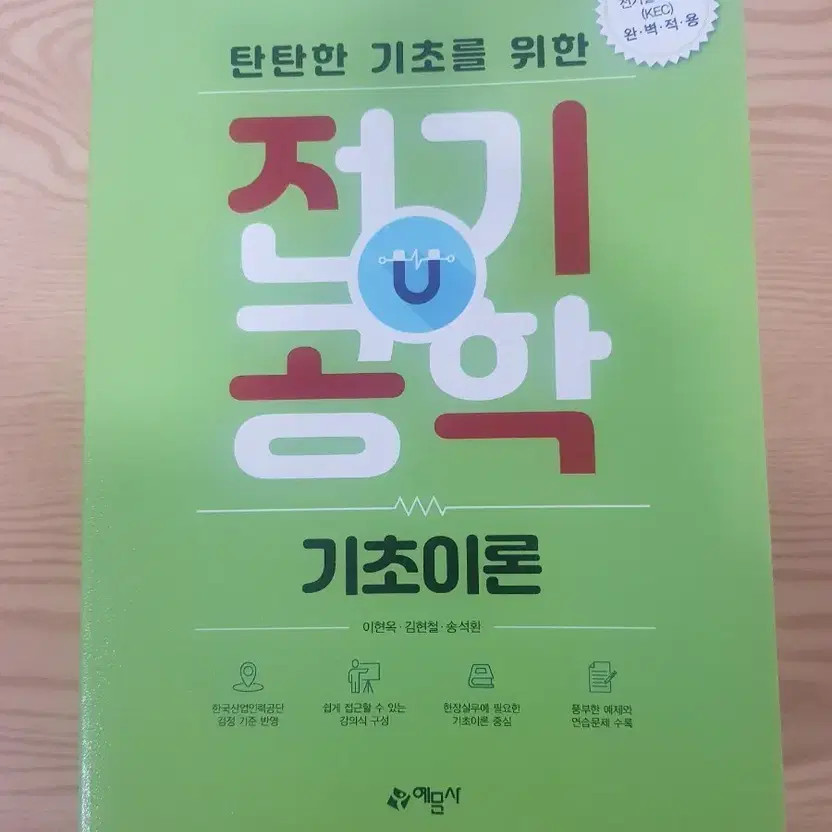 (KEC)
완·벽·적·용
탄탄한 기초를 위한
전기
공학
기초이론
이현옥·김현철·송석환
한국산업인력공단
검정 기준 반영
쉽게 접근할 수 있는
강의식 구성
현장실무에 필요한
기초이론 중심
풍부한 예제와
연습문제 수록
예문사